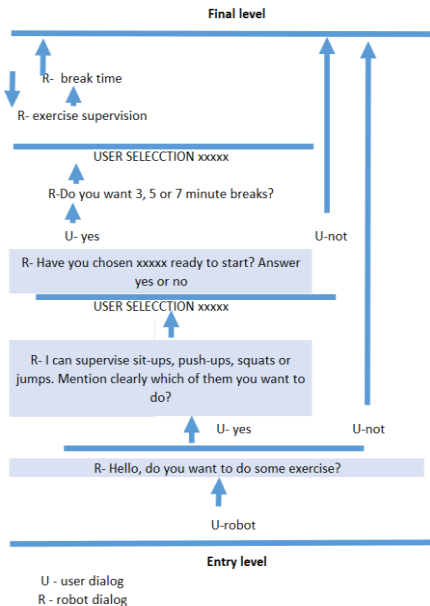 Final level
R- break time
R- exercise supervision
USER SELECCTION xxxxx
R-Do you want 3, 5 or 7 minute breaks?
U- yes
U-not
R- Have you chosen xxxxx ready to start? Answer
yes or no
USER SELECCTION xxxxx
R- I can supervise sit-ups, push-ups, squats or
jumps. Mention clearly which of them you want to
do?
U- yes
U-not
R- Hello, do you want to do some exercise?
U-robot
Entry level
U - user dialog
R - robot dialog